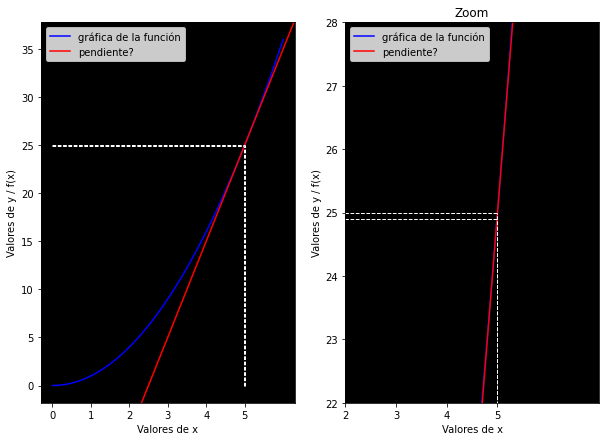 gráfica de la función
pendiente?
35
30
25
20
15
10
5
0
0 1 2 3 4 5
Valores de x
Valores de y / f(x)
Zoom
gráfica de la función
pendiente?
28
27
26
25
24
23
22
2 3 4 5
Valores de x
Valores de y / f(x)